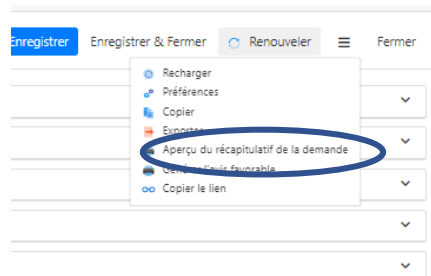 Enregistrer Enregistrer & Fermer Renouveler Fermer
Recharger
Préférences
Copier
Exporter
Aperçu du récapitulatif de la demande
Générer l'avis favorable
Copier le lien